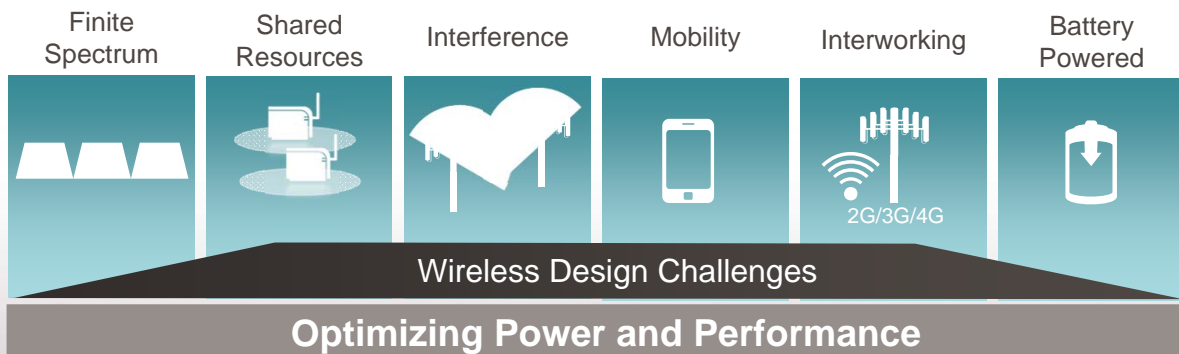 Finite
Spectrum
Shared
Resources
Interference
Mobility
Interworking
Battery
Powered
2G/3G/4G
Wireless Design Challenges
Optimizing Power and Performance